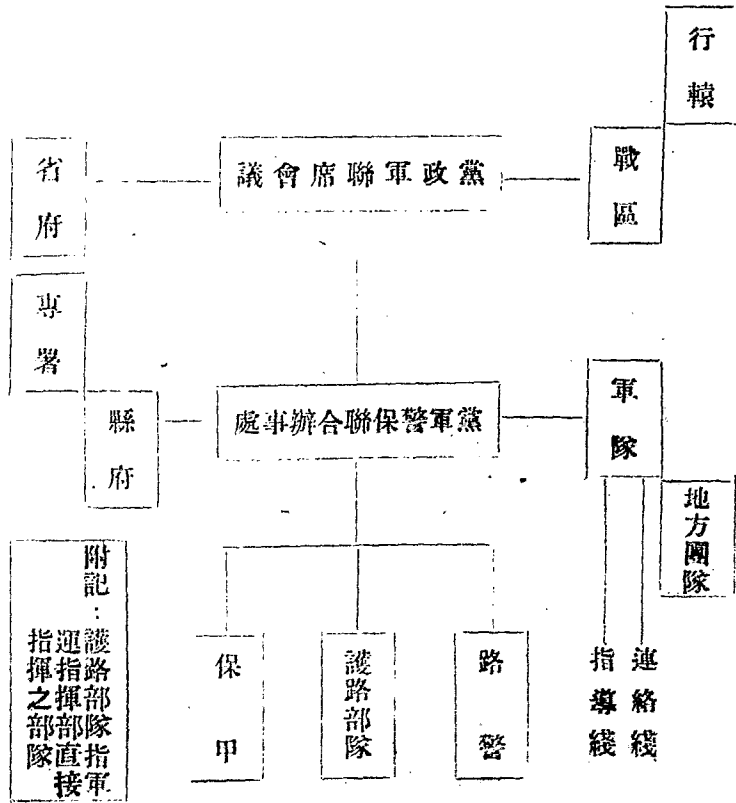 行轅
戰區
黨政軍聯席會議
省府
專署
縣府
黨軍警保聯合辦事處
軍隊
地方團隊
連絡綫
指導綫
路警
護路部隊
保甲
附記：護路部隊指軍
運指揮部直接
指揮之部隊